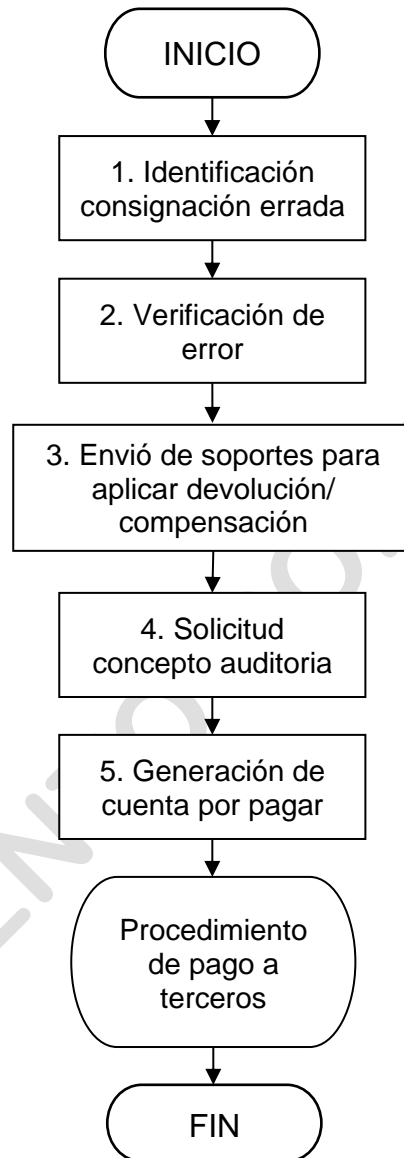 INICIO
1. Identificación
consignación errada
2. Verificación de
error
3. Envió de soportes para
aplicar devolución/
compensación
4. Solicitud
concepto auditoria
5. Generación de
cuenta por pagar
Procedimiento
de pago a
terceros
FIN